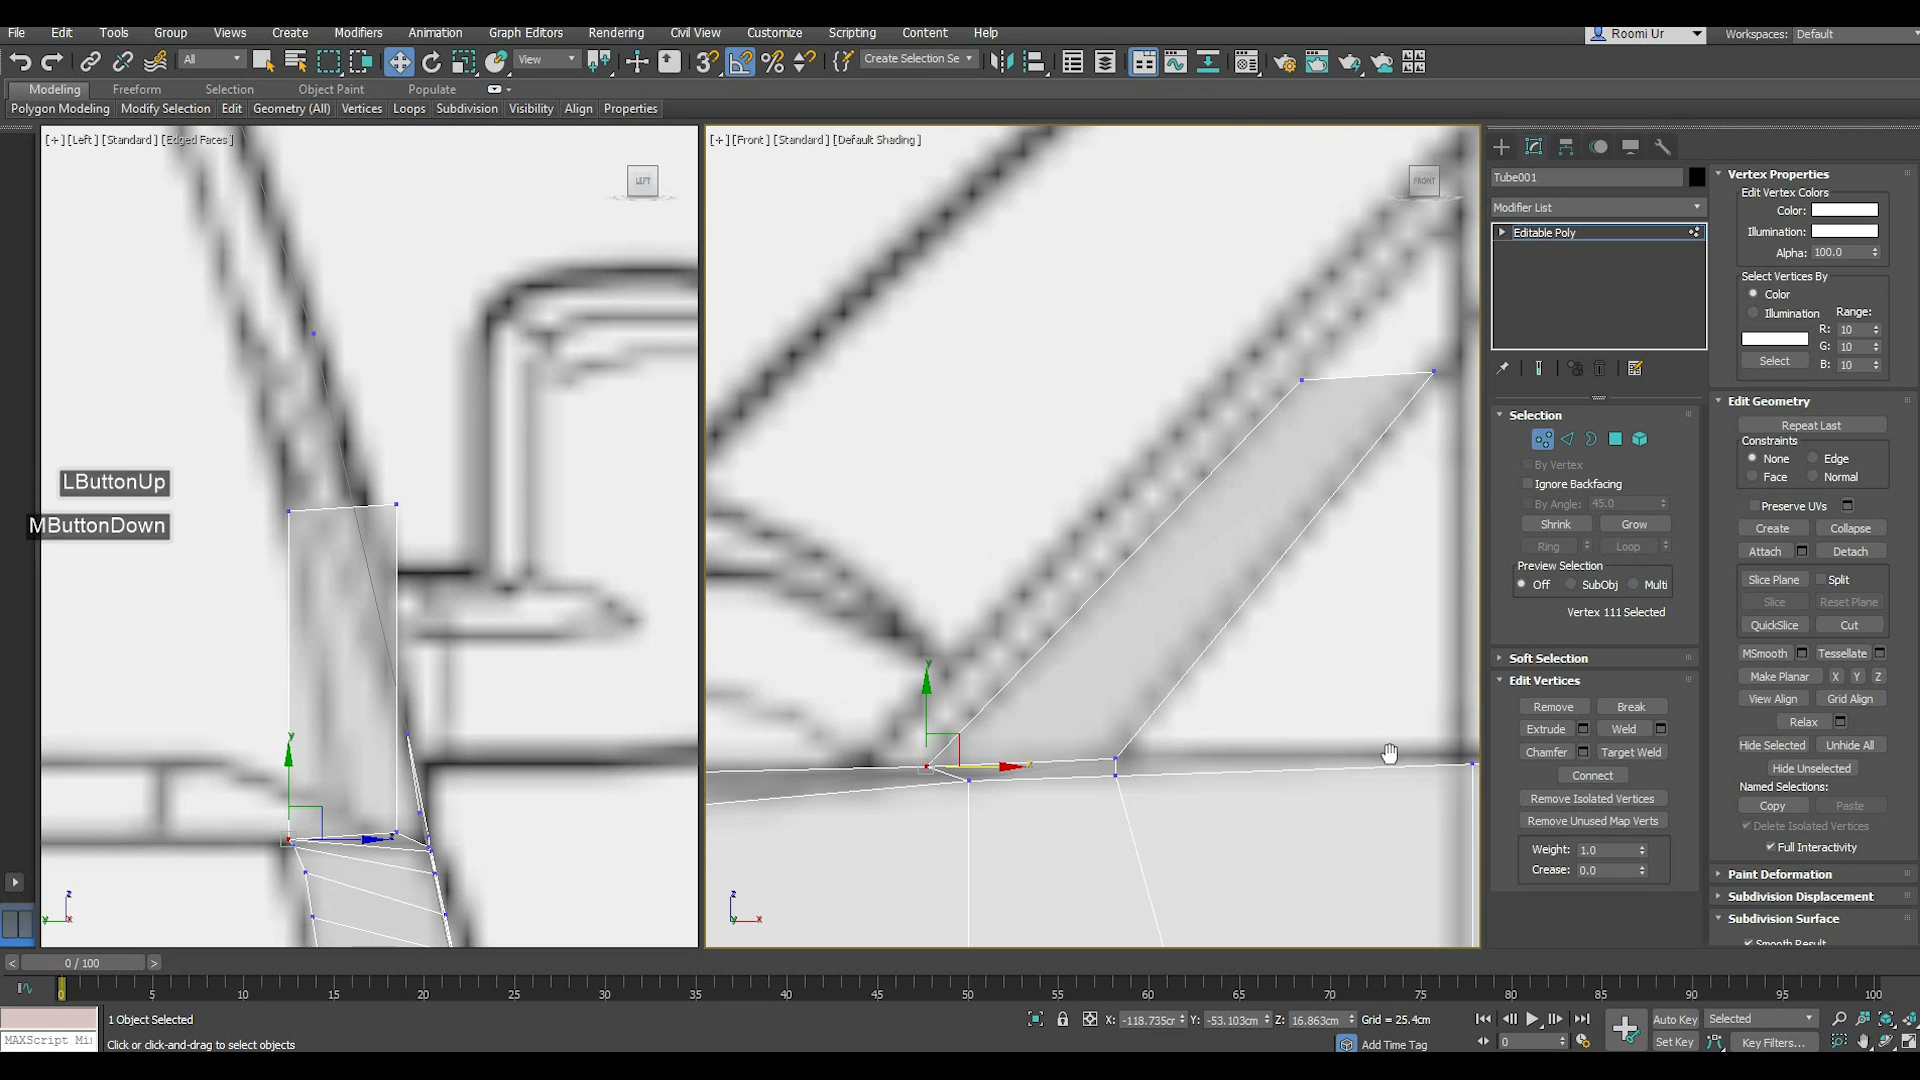 File Edit Tools Group Views Create Modifiers Animation Graph Editors Rendering Civil View Customize Scripting Content Help Roomi Ur Workspaces: Default
All View Create Selection Se
Modeling Freeform Selection Object Paint Populate
Polygon Modeling Modify Selection Edit Geometry (All) Vertices Loops Subdivision Visibility Align Properties
[+] [Left] [Standard] [Edged Faces]
LEFT
LButtonUp
MButtonDown
y
z
z
y x
[+] [Front] [Standard] [Default Shading]
FRONT
y
z
y x
Tube001
Modifier List
Editable Poly
Selection
By Vertex
Ignore Backfacing
By Angle: 45.0
Shrink Grow
Ring Loop
Preview Selection
Off SubObj Multi
Vertex 111 Selected
Soft Selection
Edit Vertices
Remove Break
Extrude Weld
Chamfer Target Weld
Connect
Remove Isolated Vertices
Remove Unused Map Verts
Weight: 1.0
Crease: 0.0
Vertex Properties
Edit Vertex Colors
Color:
Illumination:
Alpha: 100.0
Select Vertices By
Color
Illumination Range:
R: 10
G: 10
Select B: 10
Edit Geometry
Repeat Last
Constraints
None Edge
Face Normal
Preserve UVs
Create Collapse
Attach Detach
Slice Plane Split
Slice Reset Plane
QuickSlice Cut
MSmooth Tessellate
Make Planar X Y Z
View Align Grid Align
Relax
Hide Selected Unhide All
Hide Unselected
Named Selections:
Copy Paste
Delete Isolated Vertices
Full Interactivity
Paint Deformation
Subdivision Displacement
Subdivision Surface
Smooth Result
< 0 / 100 >
0 5 10 15 20 25 30 35 40 45 50 55 60 65 70 75 80 85 90 95 100
1 Object Selected X: -118.735cm Y: -53.103cm Z: 16.863cm Grid = 25.4cm Auto Key Selected
MAXScript Mi Click or click-and-drag to select objects Add Time Tag 0 Set Key Key Filters...